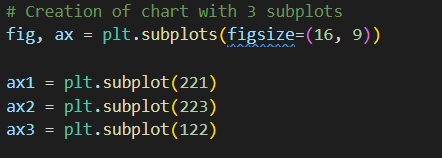 # Creation of chart with 3 subplots
fig, ax = plt.subplots(figsize=(16, 9))
ax1 = plt.subplot(221)
ax2 = plt.subplot(223)
ax3 = plt.subplot(122)